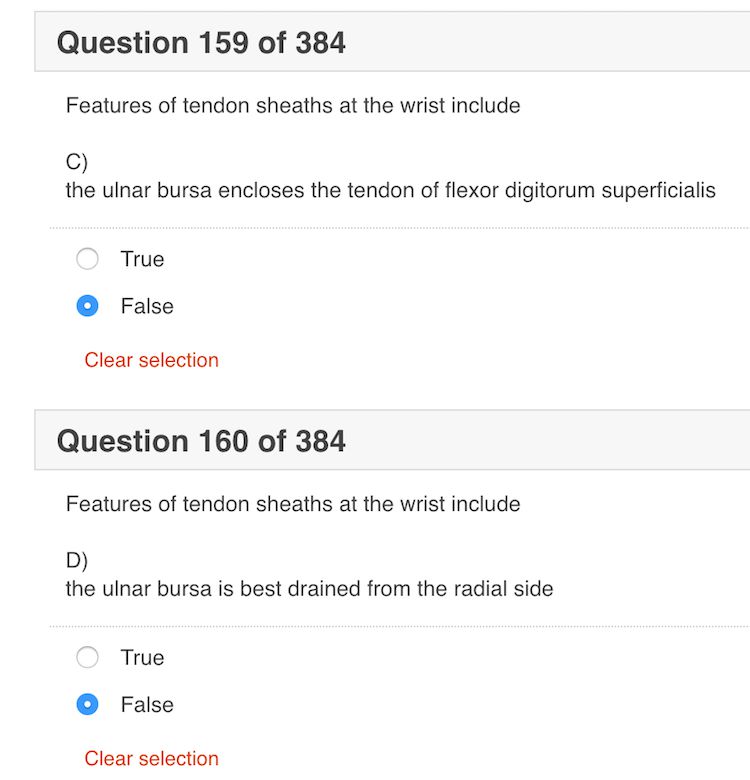 Question 159 of 384
Features of tendon sheaths at the wrist include
C)
the ulnar bursa encloses the tendon of flexor digitorum superficialis
True
False
Clear selection
Question 160 of 384
Features of tendon sheaths at the wrist include
D)
the ulnar bursa is best drained from the radial side
True
False
Clear selection